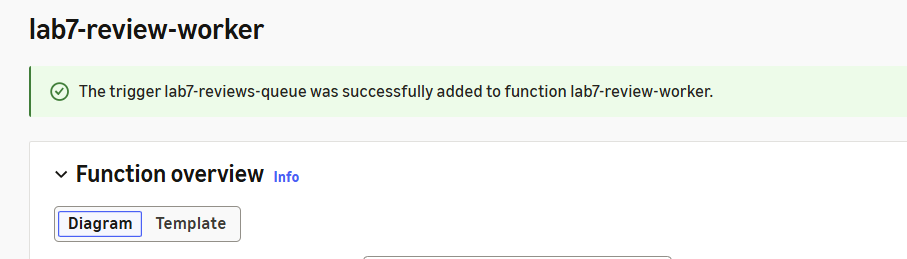 lab7-review-worker
The trigger lab7-reviews-queue was successfully added to function lab7-review-worker.
Function overview Info
Diagram Template